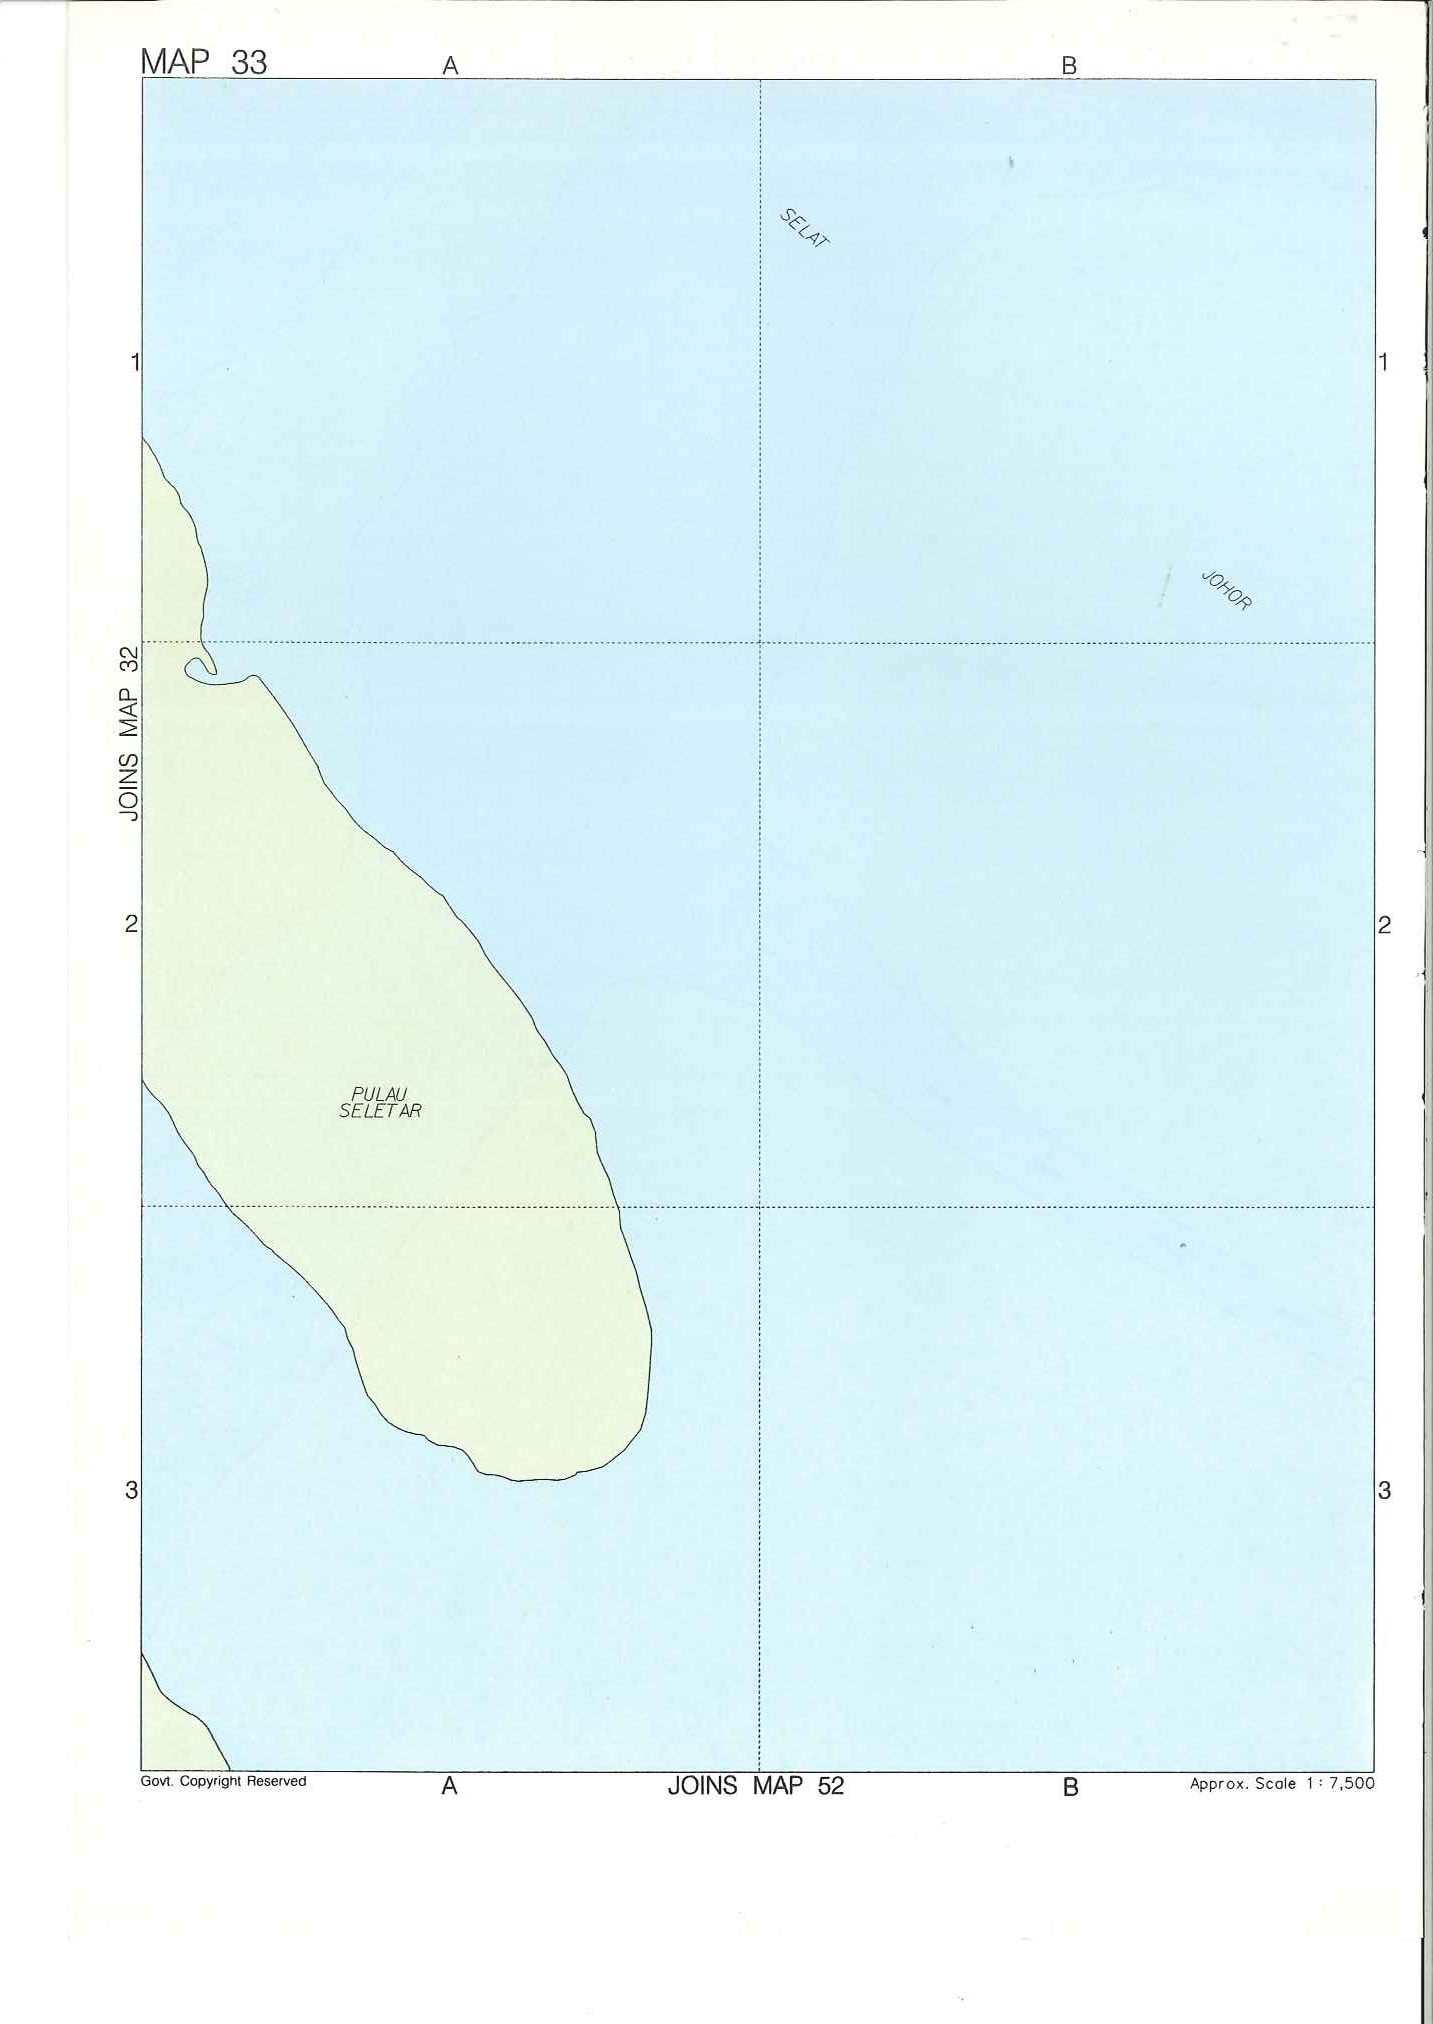 MAP 33
A
B
SELAT
1
1
JOHOR
JOINS MAP 32
2
2
PULAU
SELETAR
3
3
Govt. Copyright Reserved
A
JOINS MAP 52
B
Approx. Scale 1 : 7,500